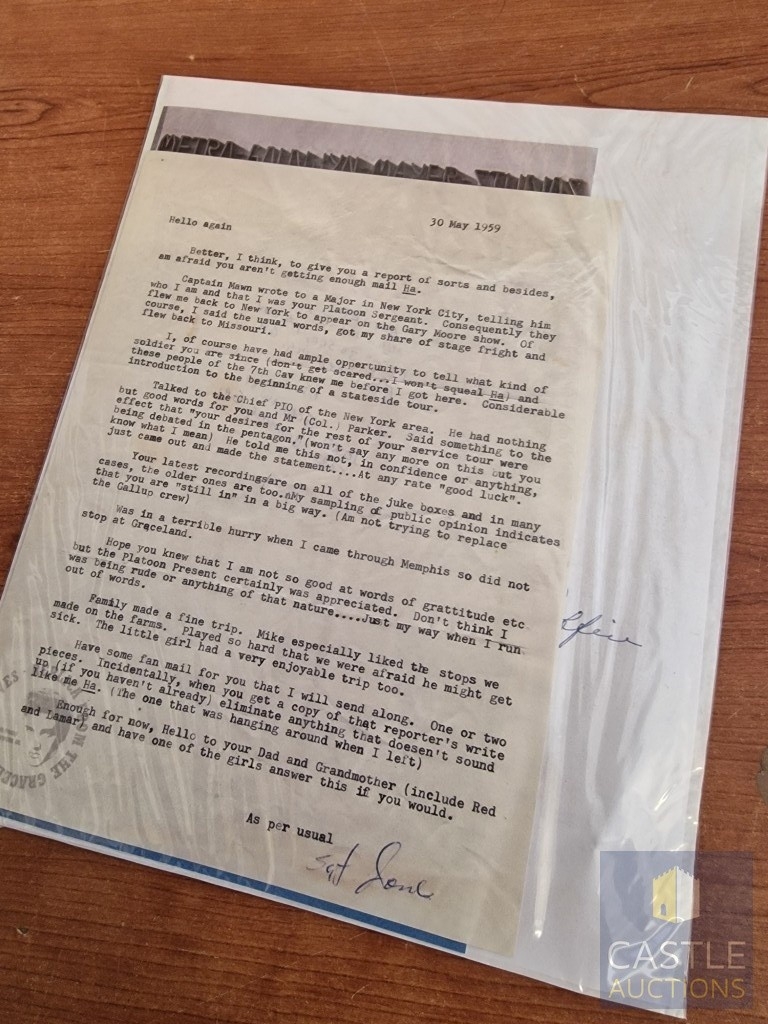 METRO-GOLDWYN-MAYER
Hello again
30 May 1959
Better, I think, to give you a report of sorts and besides,
am afraid you aren't getting enough mail Ha.
Captain Mawn wrote to a Major in New York City, telling him
who I am and that I was your Platoon Sergeant. Consequently they
flew me back to New York to appear on the Gary Moore show. Of
course, I said the usual words, got my share of stage fright and
flew back to Missouri.
I, of course have had ample oppertunity to tell what kind of
soldier you are since (don't get scared...I won't squeal Ha) and
these people of the 7th Cav knew me before I got here. Considerable
introduction to the beginning of a stateside tour.
Talked to the Chief PIO of the New York area. He had nothing
but good words for you and Mr (Col.) Parker. Said something to the
effect that "your desires for the rest of your service tour were
being debated in the pentagon."(won't say any more on this but you
know what I mean) He told me this not, in confidence or anything,
just came out and made the statement....At any rate "good luck".
Your latest recordingsare on all of the juke boxes and in many
cases, the older ones are too. My sampling of public opinion indicates
that you are "still in" in a big way. (Am not trying to replace
the Gallup crew)
Was in a terrible hurry when I came through Memphis so did not
stop at Graceland.
Hope you knew that I am not so good at words of grattitude etc
but the Platoon Present certainly was appreciated. Don't think I
was being rude or anything of that nature....Just my way when I run
out of words.
Family made a fine trip. Mike especially liked the stops we
made on the farms. Played so hard that we were afraid he might get
sick. The little girl had a very enjoyable trip too.
Have some fan mail for you that I will send along. One or two
pieces. Incidentally, when you get a copy of that reporter's write
up (if you haven't already) eliminate anything that doesen't sound
like me Ha. (The one that was hanging around when I left)
Enough for now, Hello to your Dad and Grandmother (include Red
and Lamar) and have one of the girls answer this if you would.
As per usual
Sgt Jone
FROM THE GRACEL
CASTLE
AUCTIONS